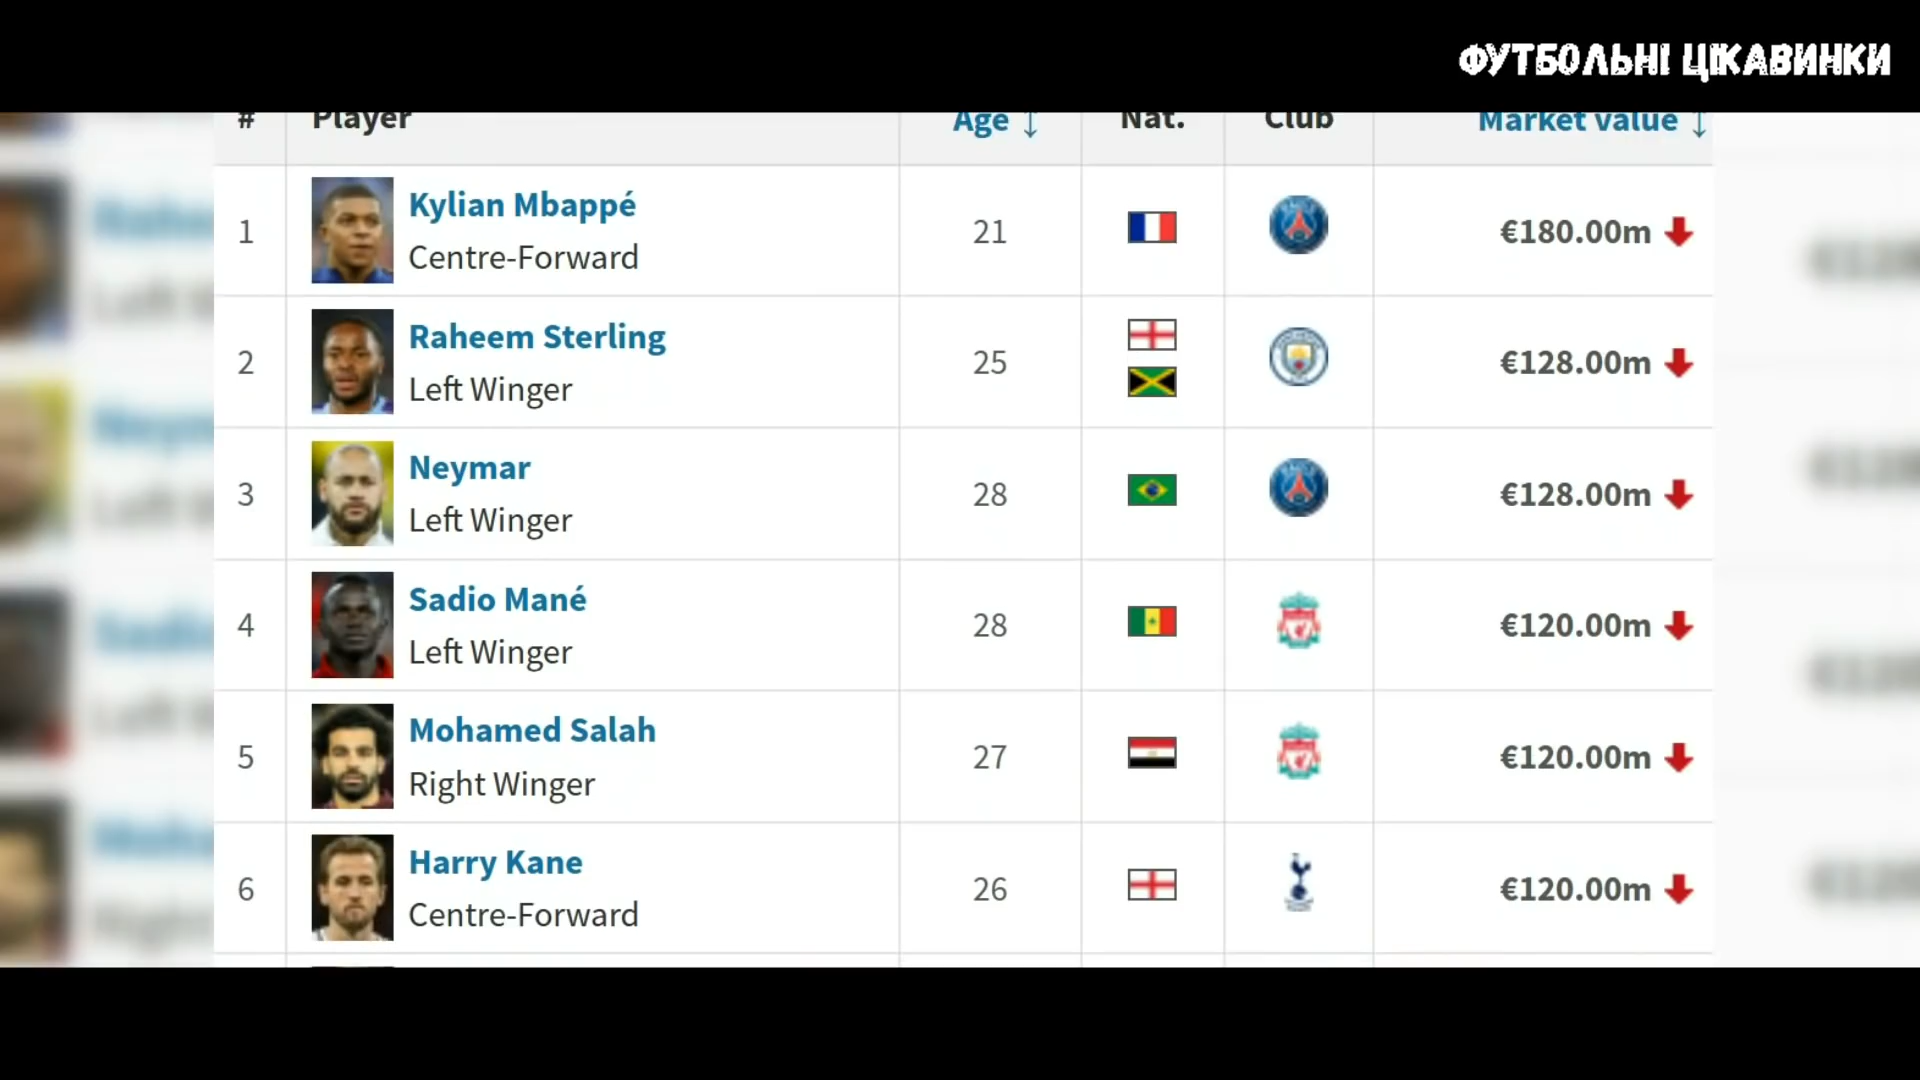 ФУТБОЛЬНІ ЦІКАВИНКИ
# Player Age ↓ Nat. Club Market value ↓
1 Kylian Mbappé 21 €180.00m
Centre-Forward
2 Raheem Sterling 25 €128.00m
Left Winger
3 Neymar 28 €128.00m
Left Winger
4 Sadio Mané 28 €120.00m
Left Winger
5 Mohamed Salah 27 €120.00m
Right Winger
6 Harry Kane 26 €120.00m
Centre-Forward